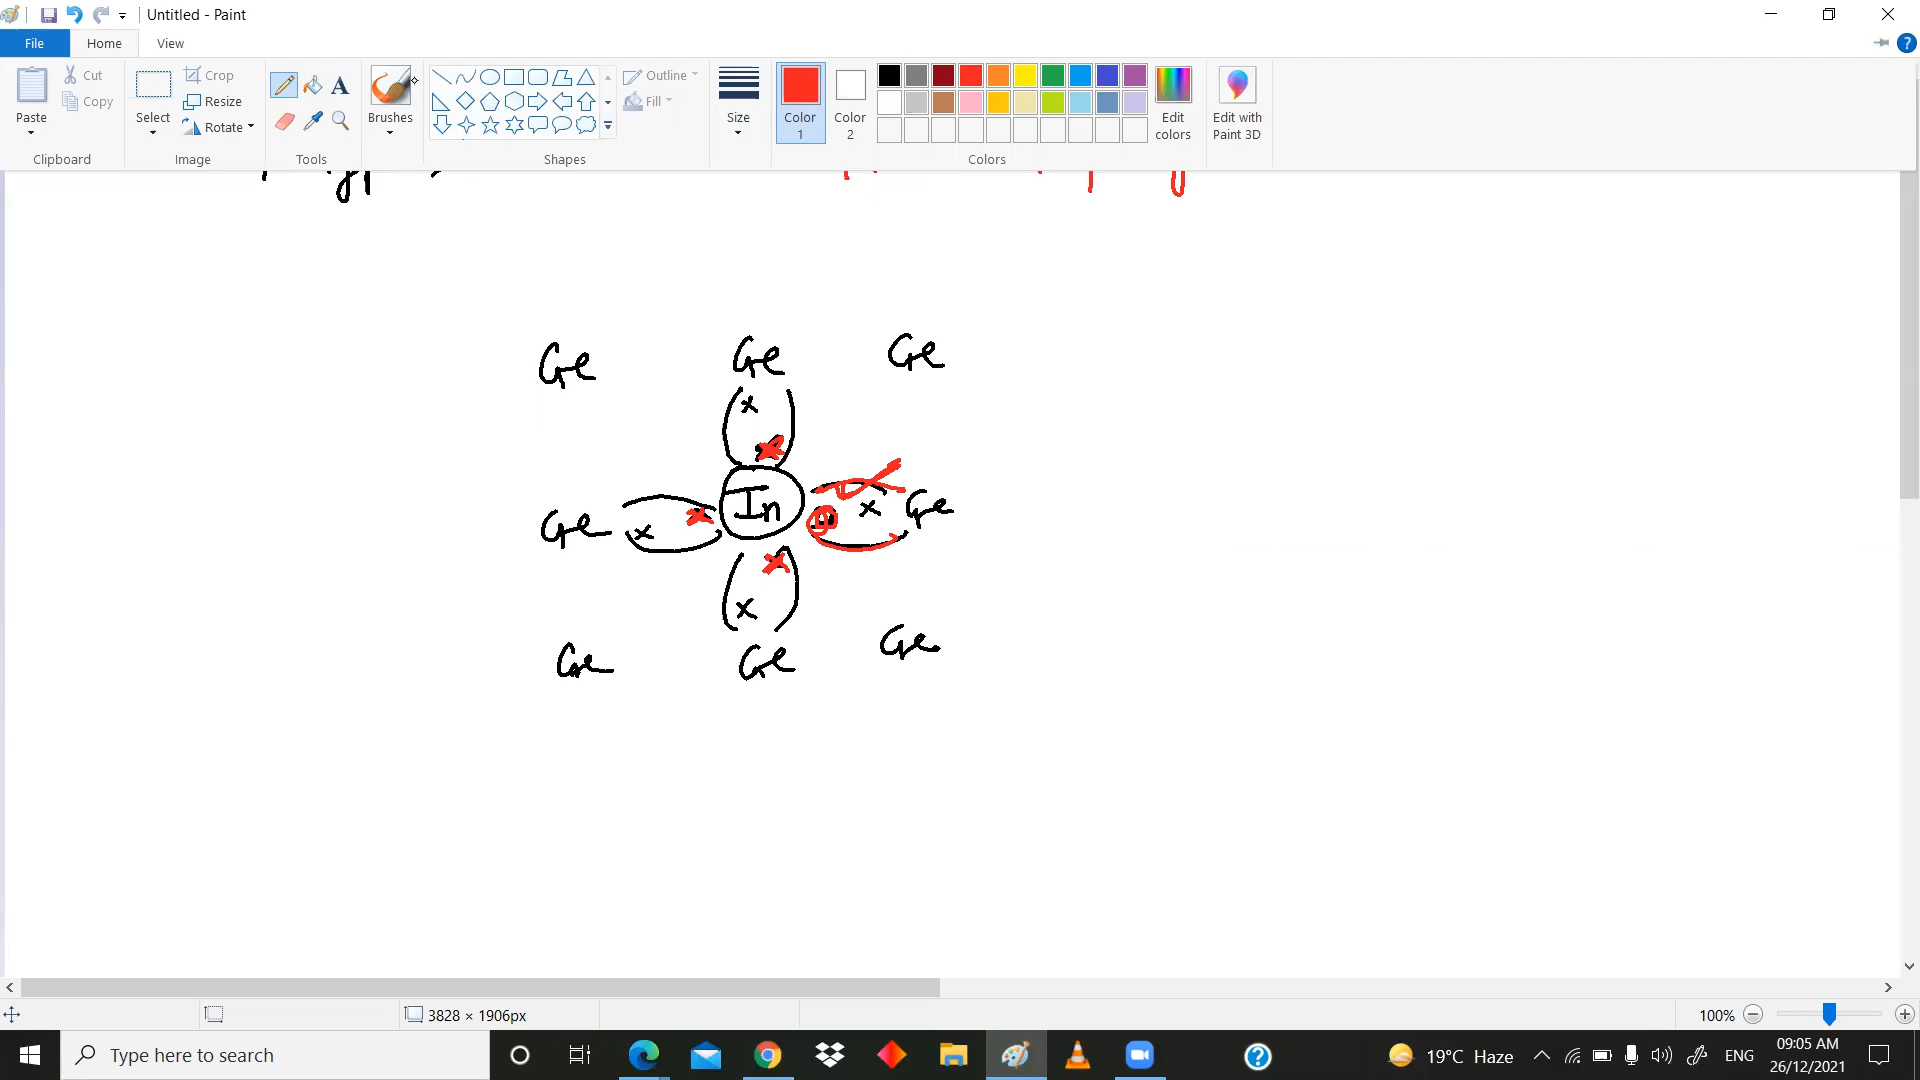 Untitled - Paint
File Home View
Cut
Copy
Paste
Clipboard
Crop
Resize
Rotate
Select
Image
Tools
Brushes
Outline
Fill
Shapes
Size
Color 1
Color 2
Edit colors
Colors
Edit with Paint 3D
Ge Ge Ge
x
x
Ge x x In x Ge
x
x
Ge Ge Ge
3828 × 1906px
100%
Type here to search
19°C Haze
ENG
09:05 AM
26/12/2021